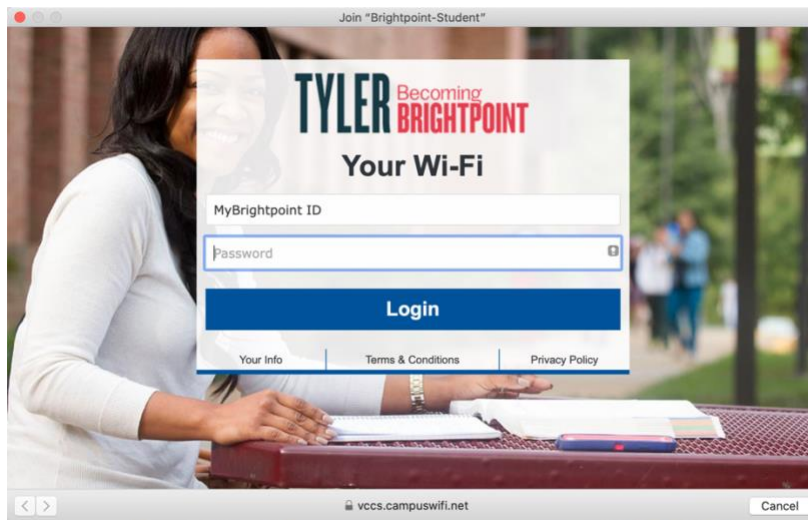 Join “Brightpoint-Student”
TYLER Becoming BRIGHTPOINT
Your Wi-Fi
MyBrightpoint ID
Password
Login
Your Info Terms & Conditions Privacy Policy
vccs.campuswifi.net Cancel